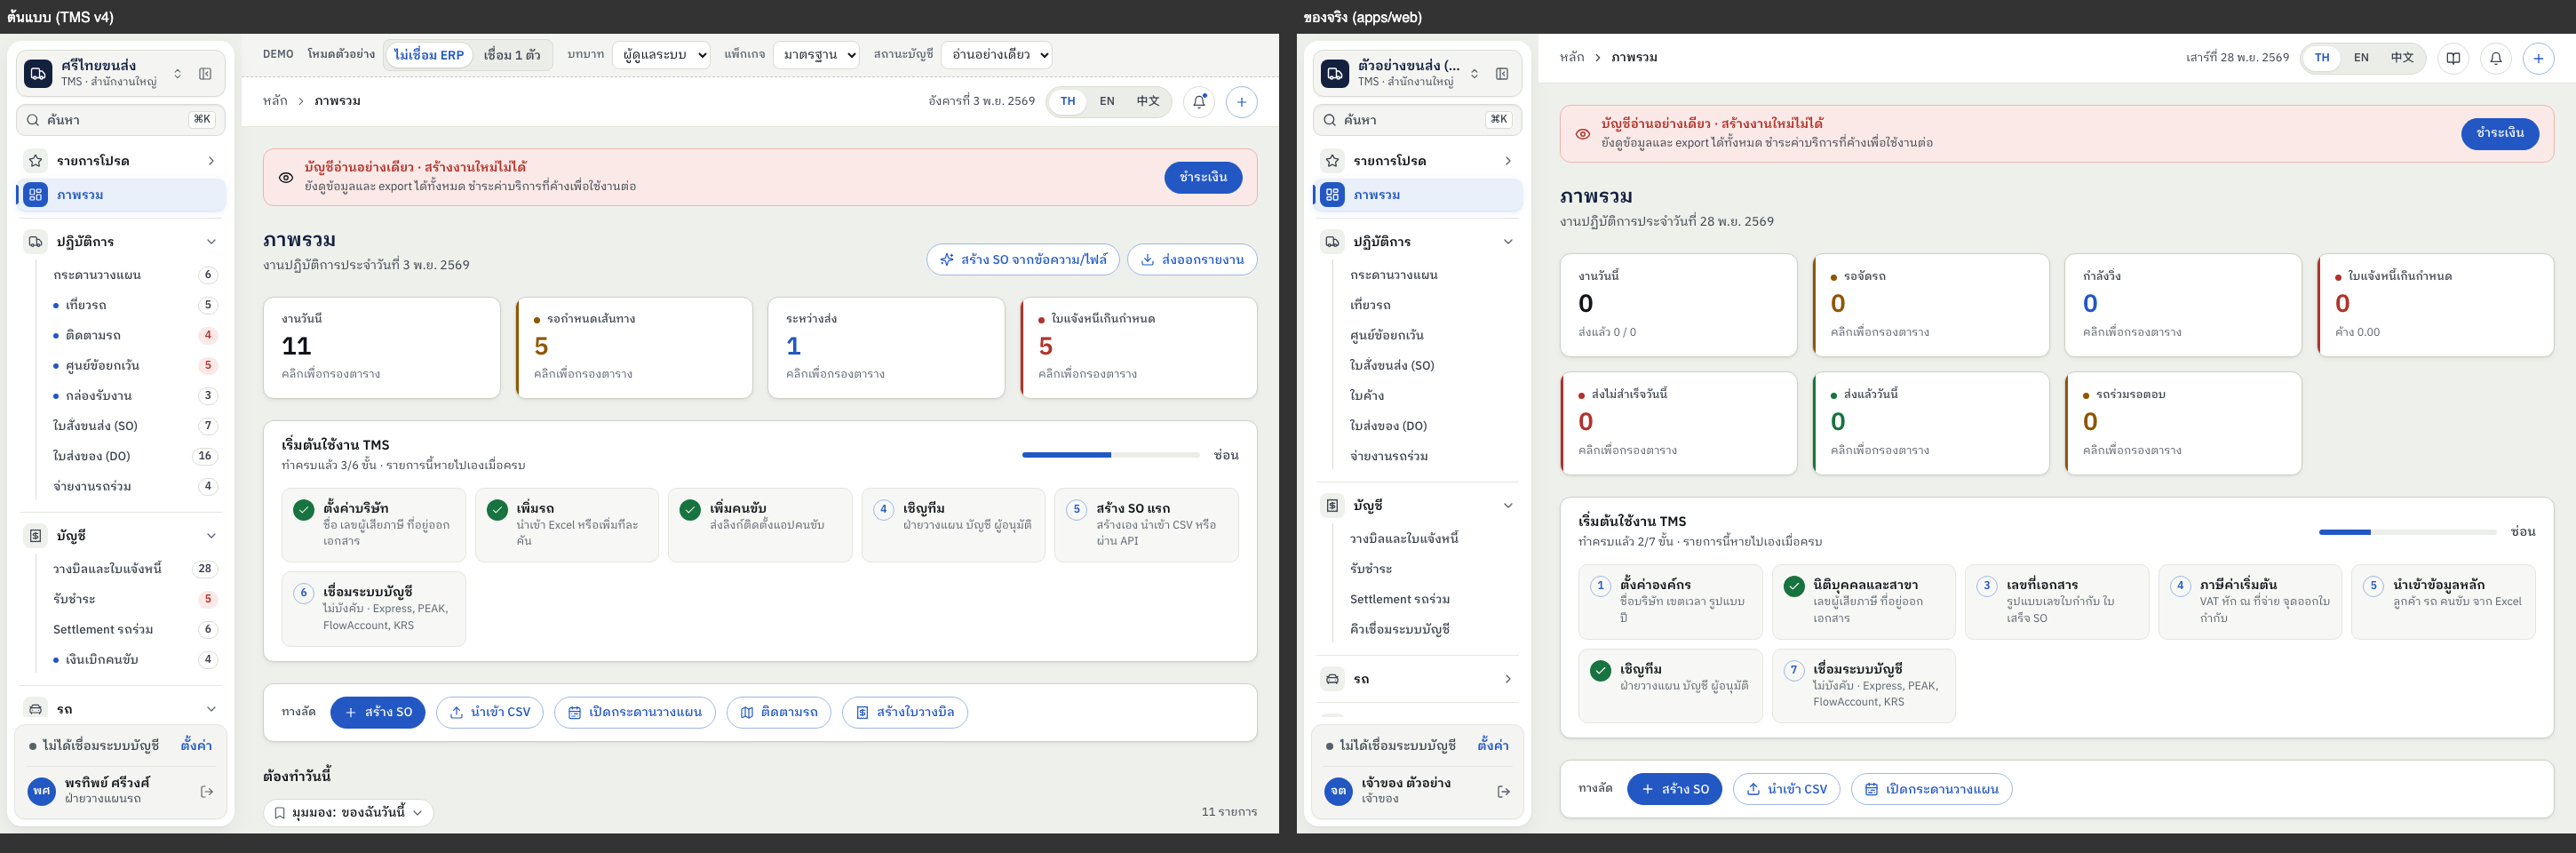 ต้นแบบ (TMS v4)
ศรีไทยขนส่ง
TMS · สำนักงานใหญ่
ค้นหา
⌘K
รายการโปรด
ภาพรวม
ปฏิบัติการ
กระดานวางแผน 6
เที่ยวรถ 5
ติดตามรถ 4
ศูนย์ข้อยกเว้น 5
กล่องรับงาน 3
ใบสั่งขนส่ง (SO) 7
ใบส่งของ (DO) 16
จ่ายงานรถร่วม 4
บัญชี
วางบิลและใบแจ้งหนี้ 28
รับชำระ 5
Settlement รถร่วม 6
เงินเบิกคนขับ 4
รถ
ไม่ได้เชื่อมระบบบัญชี ตั้งค่า
พศ
พรทิพย์ ศรีวงศ์
ฝ่ายวางแผนรถ
DEMO โหมดตัวอย่าง ไม่เชื่อม ERP เชื่อม 1 ตัว บทบาท ผู้ดูแลระบบ แพ็กเกจ มาตรฐาน สถานะบัญชี อ่านอย่างเดียว
หลัก > ภาพรวม
อังคารที่ 3 พ.ย. 2569 TH EN 中文
บัญชีอ่านอย่างเดียว · สร้างงานใหม่ไม่ได้
ยังดูข้อมูลและ export ได้ทั้งหมด ชำระค่าบริการที่ค้างเพื่อใช้งานต่อ
ชำระเงิน
ภาพรวม
งานปฏิบัติการประจำวันที่ 3 พ.ย. 2569
สร้าง SO จากข้อความ/ไฟล์ ส่งออกรายงาน
งานวันนี้
11
คลิกเพื่อกรองตาราง
รอกำหนดเส้นทาง
5
คลิกเพื่อกรองตาราง
ระหว่างส่ง
1
คลิกเพื่อกรองตาราง
ใบแจ้งหนี้เกินกำหนด
5
คลิกเพื่อกรองตาราง
เริ่มต้นใช้งาน TMS
ทำครบแล้ว 3/6 ขั้น · รายการนี้หายไปเองเมื่อครบ
ซ่อน
ตั้งค่าบริษัท
ชื่อ เลขผู้เสียภาษี ที่อยู่ออก
เอกสาร
เพิ่มรถ
นำเข้า Excel หรือเพิ่มทีละ
คัน
เพิ่มคนขับ
ส่งลิงก์ติดตั้งแอปคนขับ
4 เชิญทีม
ฝ่ายวางแผน บัญชี ผู้อนุมัติ
5 สร้าง SO แรก
สร้างเอง นำเข้า CSV หรือ
ผ่าน API
6 เชื่อมระบบบัญชี
ไม่บังคับ · Express, PEAK,
FlowAccount, KRS
ทางลัด สร้าง SO นำเข้า CSV เปิดกระดานวางแผน ติดตามรถ สร้างใบวางบิล
ต้องทำวันนี้
มุมมอง: ของฉันวันนี้
11 รายการ
ของจริง (apps/web)
ตัวอย่างขนส่ง (...
TMS · สำนักงานใหญ่
ค้นหา
⌘K
รายการโปรด
ภาพรวม
ปฏิบัติการ
กระดานวางแผน
เที่ยวรถ
ศูนย์ข้อยกเว้น
ใบสั่งขนส่ง (SO)
ใบค้าง
ใบส่งของ (DO)
จ่ายงานรถร่วม
บัญชี
วางบิลและใบแจ้งหนี้
รับชำระ
Settlement รถร่วม
คิวเชื่อมระบบบัญชี
รถ
ไม่ได้เชื่อมระบบบัญชี ตั้งค่า
จต
เจ้าของ ตัวอย่าง
เจ้าของ
หลัก > ภาพรวม
เสาร์ที่ 28 พ.ย. 2569 TH EN 中文
บัญชีอ่านอย่างเดียว · สร้างงานใหม่ไม่ได้
ยังดูข้อมูลและ export ได้ทั้งหมด ชำระค่าบริการที่ค้างเพื่อใช้งานต่อ
ชำระเงิน
ภาพรวม
งานปฏิบัติการประจำวันที่ 28 พ.ย. 2569
งานวันนี้
0
ส่งแล้ว 0 / 0
รอจัดรถ
0
คลิกเพื่อกรองตาราง
กำลังวิ่ง
0
คลิกเพื่อกรองตาราง
ใบแจ้งหนี้เกินกำหนด
0
ค้าง 0.00
ส่งไม่สำเร็จวันนี้
0
คลิกเพื่อกรองตาราง
ส่งแล้ววันนี้
0
คลิกเพื่อกรองตาราง
รถร่วมรอตอบ
0
คลิกเพื่อกรองตาราง
เริ่มต้นใช้งาน TMS
ทำครบแล้ว 2/7 ขั้น · รายการนี้หายไปเองเมื่อครบ
ซ่อน
1 ตั้งค่าองค์กร
ชื่อบริษัท เขตเวลา รูปแบบ
ปี
นิติบุคคลและสาขา
เลขผู้เสียภาษี ที่อยู่ออก
เอกสาร
3 เลขที่เอกสาร
รูปแบบเลขใบกำกับ ใบ
เสร็จ SO
4 ภาษีค่าเริ่มต้น
VAT หัก ณ ที่จ่าย จุดออกใบ
กำกับ
5 นำเข้าข้อมูลหลัก
ลูกค้า รถ คนขับ จาก Excel
เชิญทีม
ฝ่ายวางแผน บัญชี ผู้อนุมัติ
7 เชื่อมระบบบัญชี
ไม่บังคับ · Express, PEAK,
FlowAccount, KRS
ทางลัด สร้าง SO นำเข้า CSV เปิดกระดานวางแผน